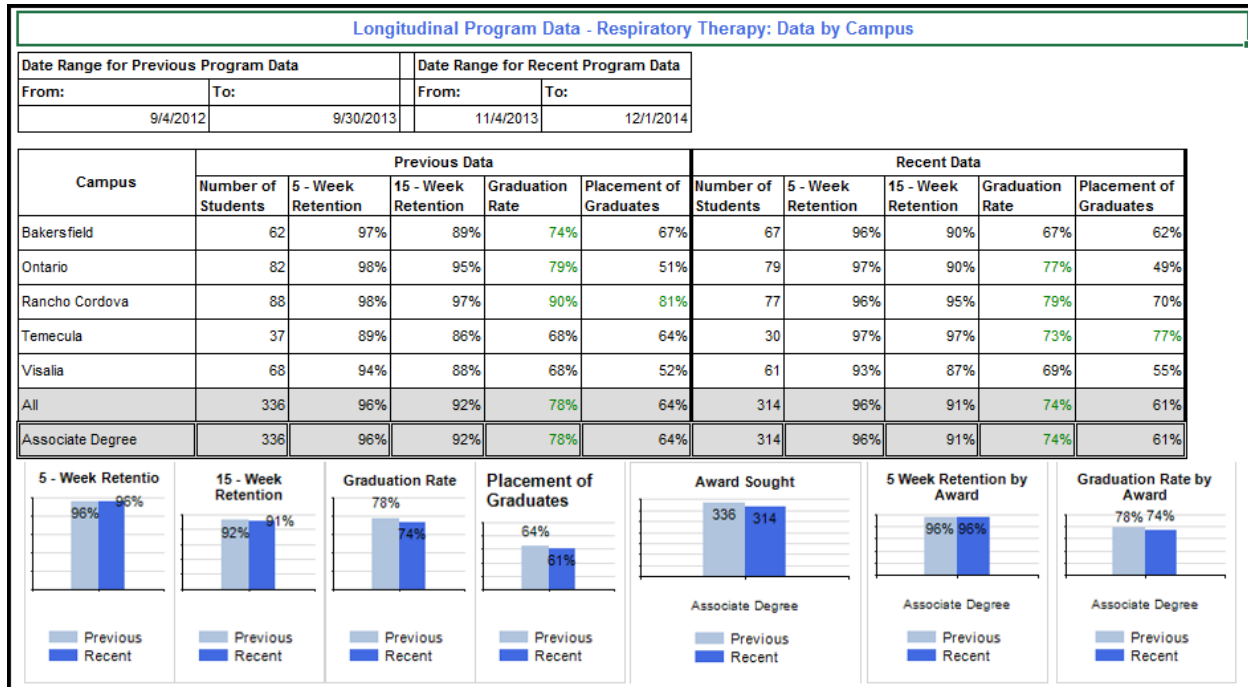 Longitudinal Program Data - Respiratory Therapy: Data by Campus
Date Range for Previous Program Data Date Range for Recent Program Data
From: To: From: To:
9/4/2012 9/30/2013 11/4/2013 12/1/2014
Campus Previous Data Recent Data
Number of Students 5 - Week Retention 15 - Week Retention Graduation Rate Placement of Graduates Number of Students 5 - Week Retention 15 - Week Retention Graduation Rate Placement of Graduates
Bakersfield 62 97% 89% 74% 67% 67 96% 90% 67% 62%
Ontario 82 98% 95% 79% 51% 79 97% 90% 77% 49%
Rancho Cordova 88 98% 97% 90% 81% 77 96% 95% 79% 70%
Temecula 37 89% 86% 68% 64% 30 97% 97% 73% 77%
Visalia 68 94% 88% 68% 52% 61 93% 87% 69% 55%
All 336 96% 92% 78% 64% 314 96% 91% 74% 61%
Associate Degree 336 96% 92% 78% 64% 314 96% 91% 74% 61%
5 - Week Retentio
96% 96%
Previous
Recent
15 - Week
Retention
92% 91%
Previous
Recent
Graduation Rate
78%
74%
Previous
Recent
Placement of
Graduates
64%
61%
Previous
Recent
Award Sought
336 314
Associate Degree
Previous
Recent
5 Week Retention by
Award
96% 96%
Associate Degree
Previous
Recent
Graduation Rate by
Award
78% 74%
Associate Degree
Previous
Recent